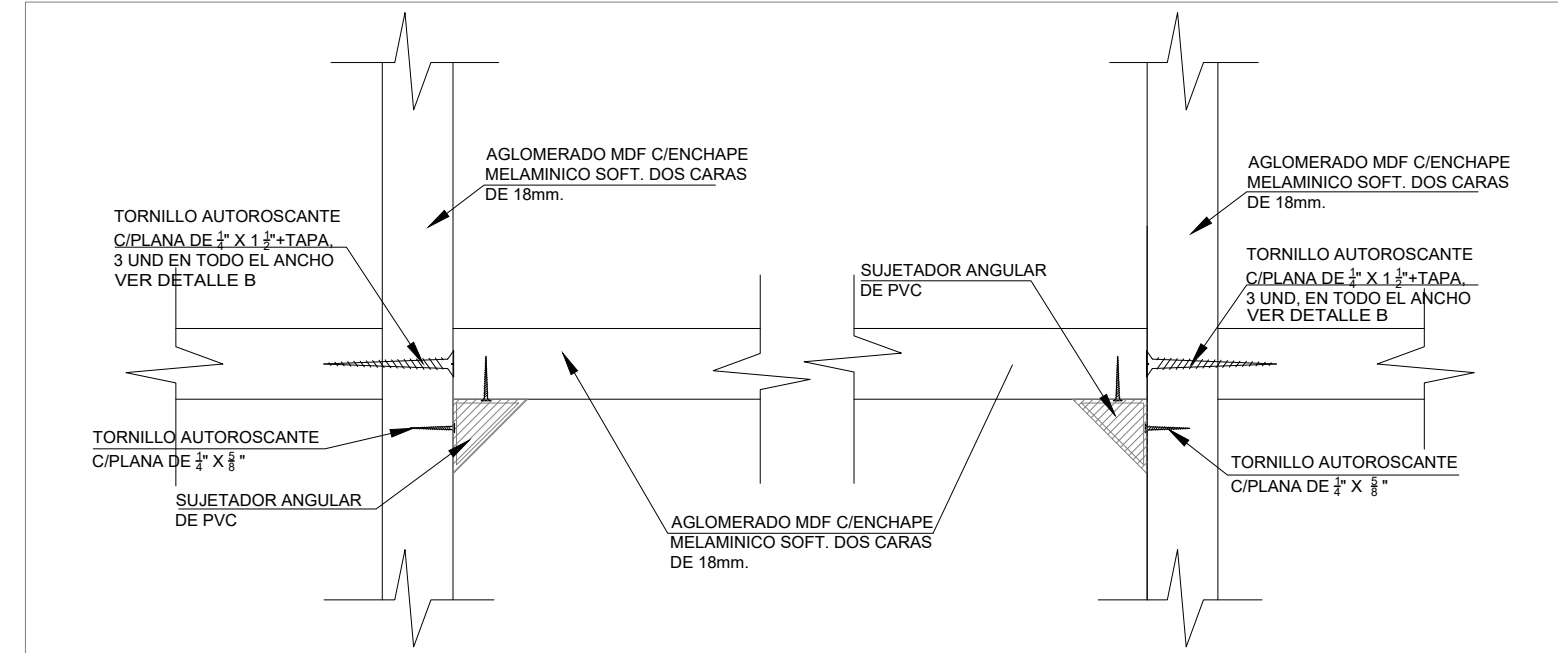 AGLOMERADO MDF C/ENCHAPE
MELAMINICO SOFT. DOS CARAS
DE 18mm.
TORNILLO AUTOROSCANTE
C/PLANA DE 1/4" X 1 1/2"+TAPA,
3 UND EN TODO EL ANCHO
VER DETALLE B
TORNILLO AUTOROSCANTE
C/PLANA DE 1/4" X 5/8 "
SUJETADOR ANGULAR
DE PVC
AGLOMERADO MDF C/ENCHAPE
MELAMINICO SOFT. DOS CARAS
DE 18mm.
SUJETADOR ANGULAR
DE PVC
AGLOMERADO MDF C/ENCHAPE
MELAMINICO SOFT. DOS CARAS
DE 18mm.
TORNILLO AUTOROSCANTE
C/PLANA DE 1/4" X 1 1/2"+TAPA,
3 UND, EN TODO EL ANCHO
VER DETALLE B
TORNILLO AUTOROSCANTE
C/PLANA DE 1/4" X 5/8 "